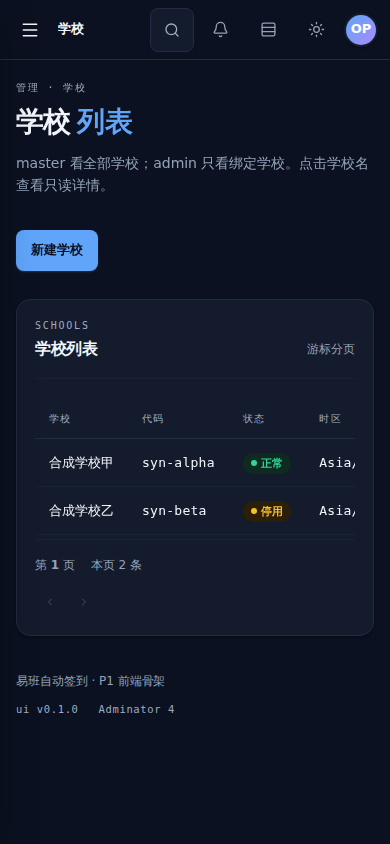 学校
OP
管理 · 学校
学校 列表
master 看全部学校；admin 只看绑定学校。点击学校名
查看只读详情。
新建学校
SCHOOLS
学校列表
游标分页
学校 代码 状态 时区
合成学校甲 syn-alpha 正常 Asia/
合成学校乙 syn-beta 停用 Asia/
第 1 页 本页 2 条
‹ ›
易班自动签到 · P1 前端骨架
ui v0.1.0 Adminator 4